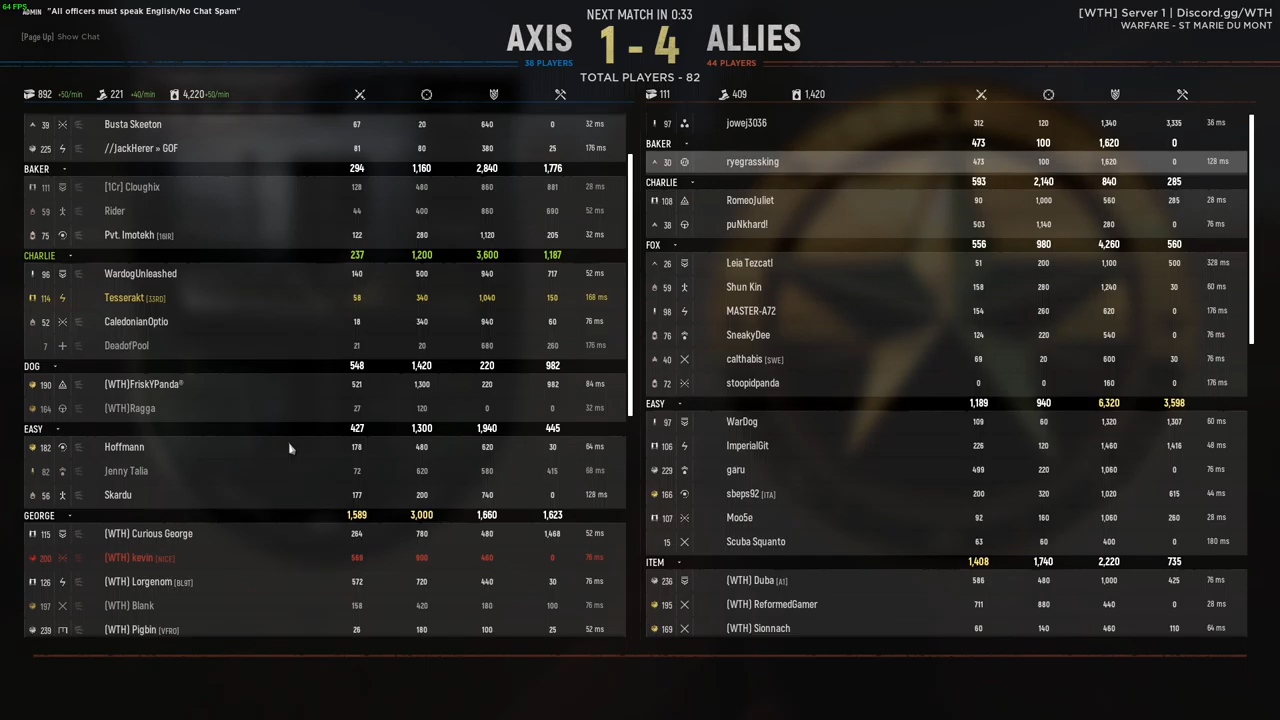 64 FPS
ADMIN "All officers must speak English/No Chat Spam"
[Page Up] Show Chat
NEXT MATCH IN 0:33
AXIS 1 - 4 ALLIES
38 PLAYERS 44 PLAYERS
TOTAL PLAYERS - 82
[WTH] Server 1 | Discord.gg/WTH
WARFARE - ST MARIE DU MONT
892 +50/min 221 +40/min 4,220 +50/min
39 Busta Skeeton 67 20 640 0 32 ms
225 //JackHerer » GOF 81 80 380 25 176 ms
BAKER - 294 1,160 2,840 1,776
111 [1Cr] Cloughix 128 480 860 881 28 ms
59 Rider 44 400 860 690 52 ms
75 Pvt. Imotekh [16IR] 122 280 1,120 205 32 ms
CHARLIE - 237 1,200 3,600 1,187
96 WardogUnleashed 140 500 940 717 52 ms
114 Tesserakt [33RD] 58 340 1,040 150 168 ms
52 CaledonianOptio 18 340 940 60 76 ms
7 DeadofPool 21 20 680 260 176 ms
DOG - 548 1,420 220 982
190 (WTH)FriskYPanda® 521 1,300 220 982 84 ms
164 (WTH)Ragga 27 120 0 0 32 ms
EASY - 427 1,300 1,940 445
182 Hoffmann 178 480 620 30 64 ms
82 Jenny Talia 72 620 580 415 68 ms
56 Skardu 177 200 740 0 128 ms
GEORGE - 1,589 3,000 1,660 1,623
115 (WTH) Curious George 264 780 480 1,468 52 ms
200 (WTH) kevin [NICE] 569 900 460 0 76 ms
126 (WTH) Lorgenom [BL9T] 572 720 440 30 76 ms
197 (WTH) Blank 158 420 180 100 76 ms
239 (WTH) Pigbin [VFRO] 26 180 100 25 52 ms
111 409 1,420
97 jowej3036 312 120 1,340 3,335 36 ms
BAKER - 473 100 1,620 0
30 ryegrassking 473 100 1,620 0 128 ms
CHARLIE - 593 2,140 840 285
108 RomeoJuliet 90 1,000 560 285 28 ms
38 puNkhard! 503 1,140 280 0 76 ms
FOX - 556 980 4,260 560
26 Leia Tezcatl 51 200 1,100 500 328 ms
59 Shun Kin 158 280 1,240 30 60 ms
98 MASTER-A72 154 260 620 0 176 ms
76 SneakyDee 124 220 540 0 76 ms
40 calthabis [SWE] 69 20 600 30 76 ms
72 stoopidpanda 0 0 160 0 176 ms
EASY - 1,189 940 6,320 3,598
97 WarDog 109 60 1,320 1,307 60 ms
106 ImperialGit 226 120 1,460 1,416 48 ms
229 garu 499 220 1,060 0 76 ms
166 sbeps92 [ITA] 200 320 1,020 615 44 ms
107 Moo5e 92 160 1,060 260 28 ms
15 Scuba Squanto 63 60 400 0 180 ms
ITEM - 1,408 1,740 2,220 735
236 (WTH) Duba [A1] 586 480 1,000 425 76 ms
195 (WTH) ReformedGamer 711 880 440 0 28 ms
169 (WTH) Sionnach 60 140 460 110 64 ms